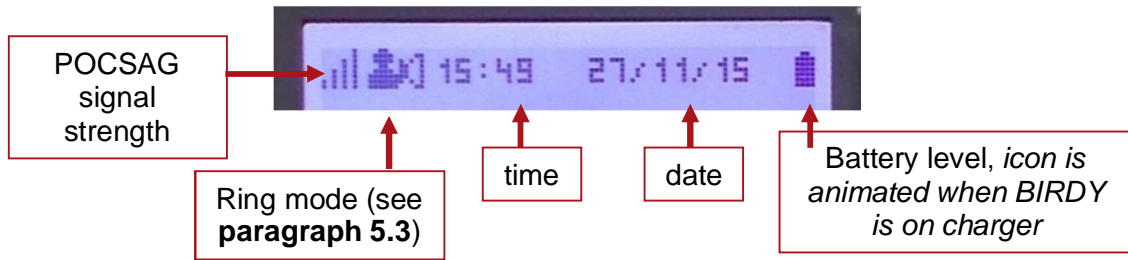 POCSAG
signal
strength
15:49 27/11/15
time
date
Ring mode (see
paragraph 5.3)
Battery level, icon is
animated when BIRDY
is on charger